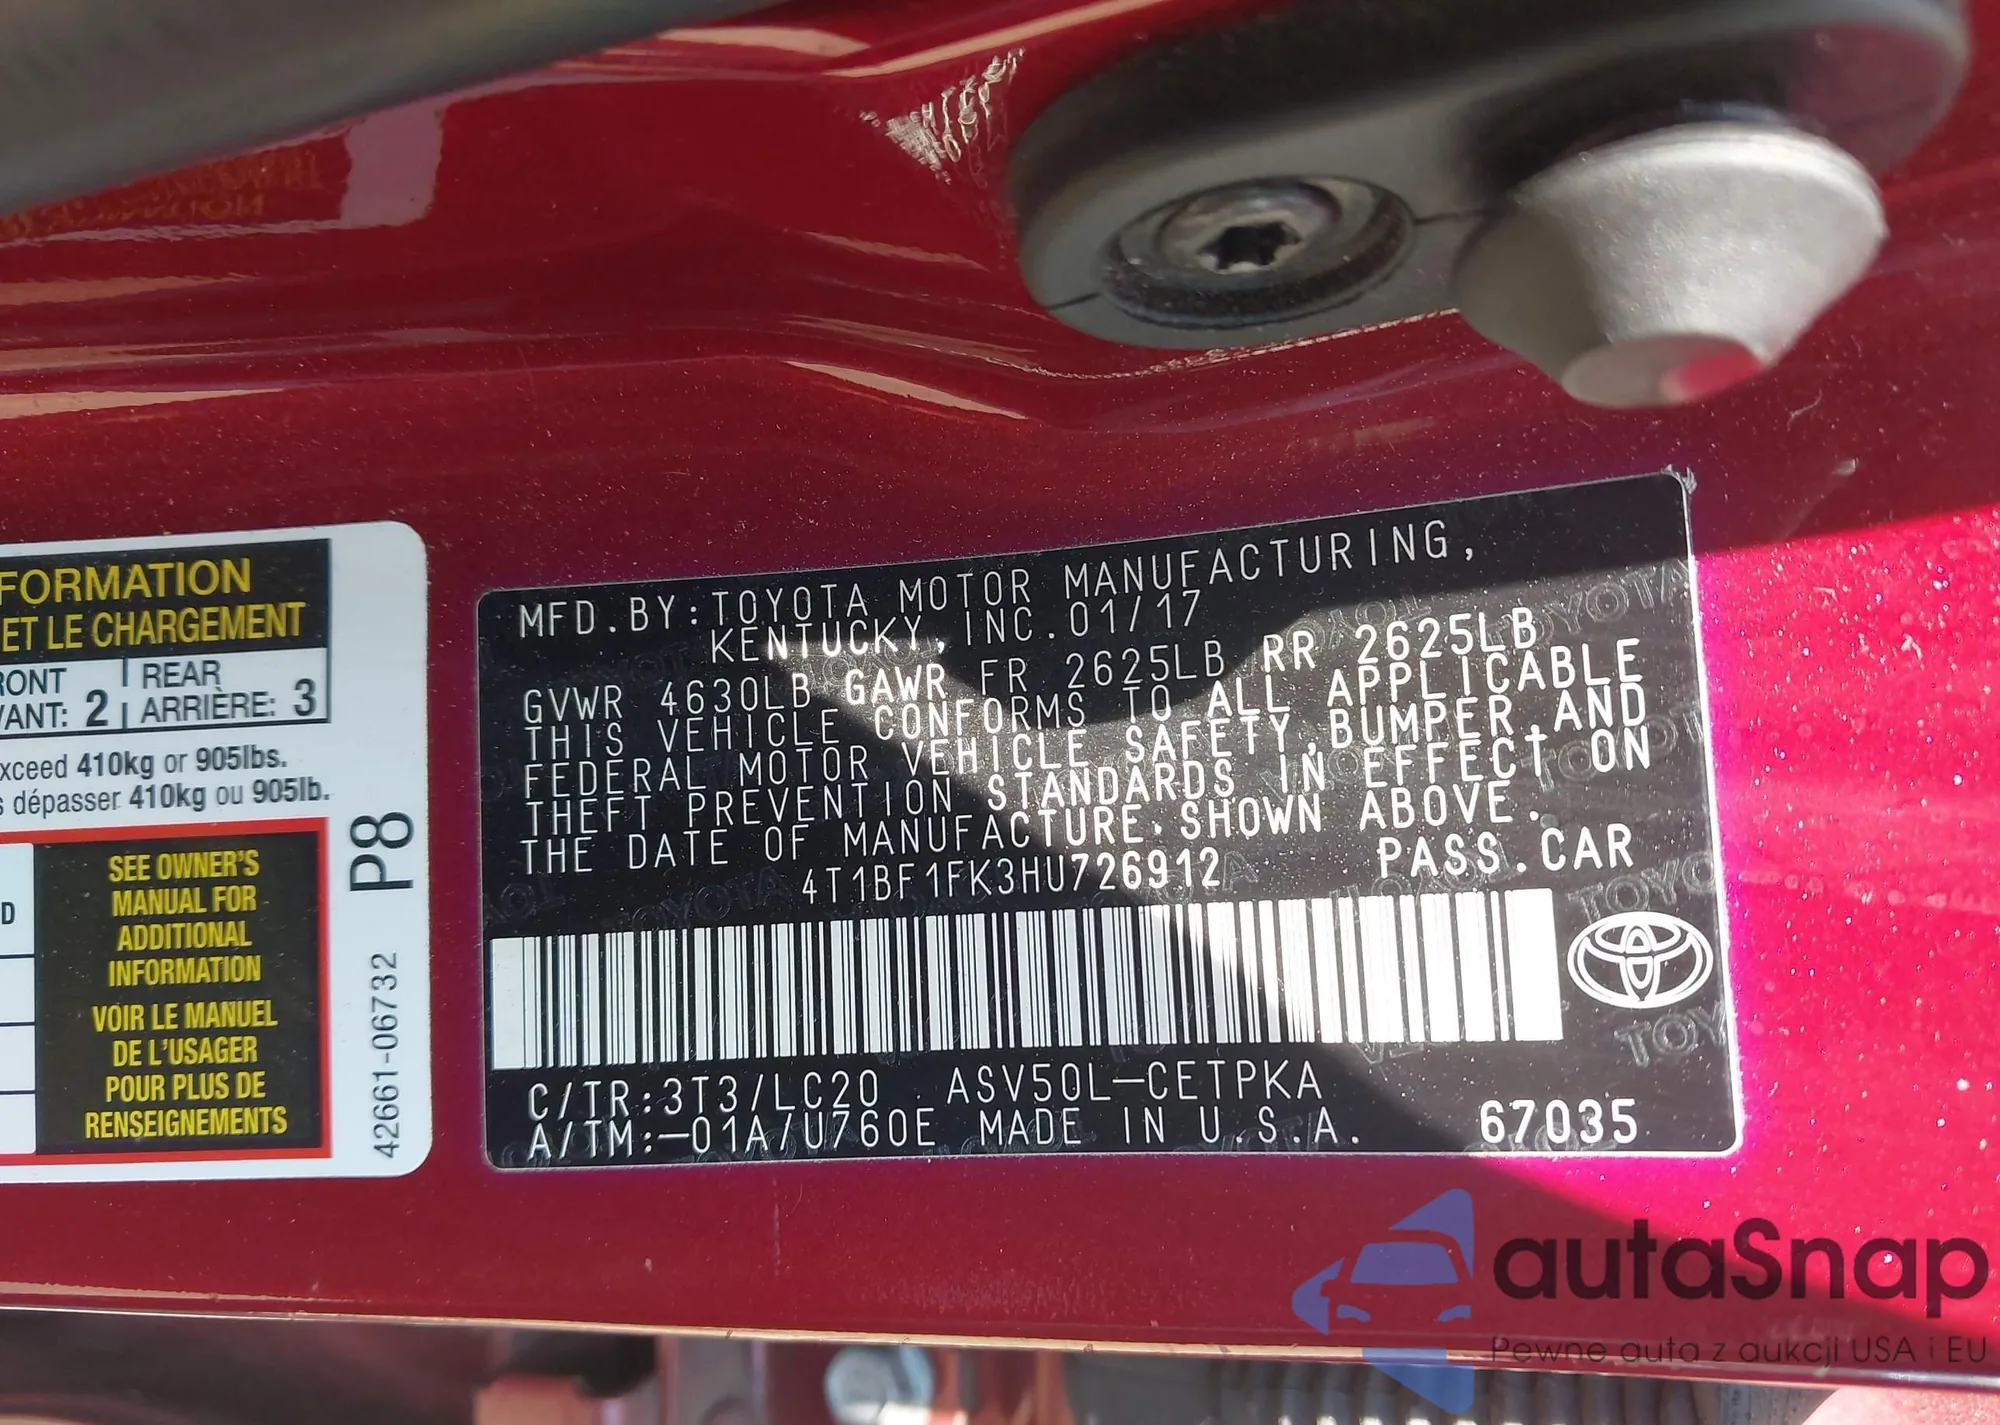 FORMATION
ET LE CHARGEMENT
RONT
VANT: 2
REAR
ARRIÈRE: 3
xceed 410kg or 905lbs.
s dépasser 410kg ou 905lb.
D
SEE OWNER'S
MANUAL FOR
ADDITIONAL
INFORMATION
VOIR LE MANUEL
DE L'USAGER
POUR PLUS DE
RENSEIGNEMENTS
P8
42661-06732
MFD.BY:TOYOTA MOTOR MANUFACTURING,
KENTUCKY, INC.01/17
GVWR 4630LB GAWR FR 2625LB RR 2625LB
THIS VEHICLE CONFORMS TO ALL APPLICABLE
FEDERAL MOTOR VEHICLE SAFETY,BUMPER,AND
THEFT PREVENTION STANDARDS IN EFFECT ON
THE DATE OF MANUFACTURE SHOWN ABOVE.
4T1BF1FK3HU726912 PASS.CAR
C/TR:3T3/LC20 ASV50L-CETPKA
A/TM:-01A/U760E MADE IN U.S.A. 67035
autaSnap
Pewne auta z aukcji USA i EU